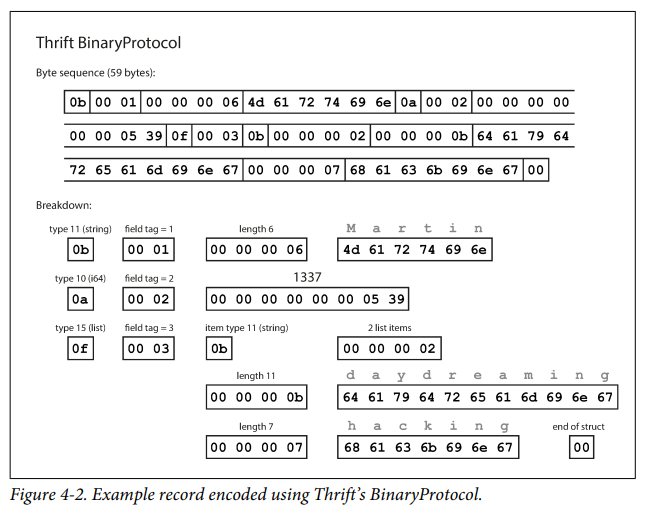 Thrift BinaryProtocol
Byte sequence (59 bytes):
0b 00 01 00 00 00 06 4d 61 72 74 69 6e 0a 00 02 00 00 00 00
00 00 05 39 0f 00 03 0b 00 00 00 02 00 00 00 0b 64 61 79 64
72 65 61 6d 69 6e 67 00 00 00 07 68 61 63 6b 69 6e 67 00
Breakdown:
type 11 (string) field tag = 1 length 6 M a r t i n
0b 00 01 00 00 00 06 4d 61 72 74 69 6e
type 10 (i64) field tag = 2 1337
0a 00 02 00 00 00 00 00 00 05 39
type 15 (list) field tag = 3 item type 11 (string) 2 list items
0f 00 03 0b 00 00 00 02
length 11 d a y d r e a m i n g
00 00 00 0b 64 61 79 64 72 65 61 6d 69 6e 67
length 7 h a c k i n g end of struct
00 00 00 07 68 61 63 6b 69 6e 67 00
Figure 4-2. Example record encoded using Thrift’s BinaryProtocol.